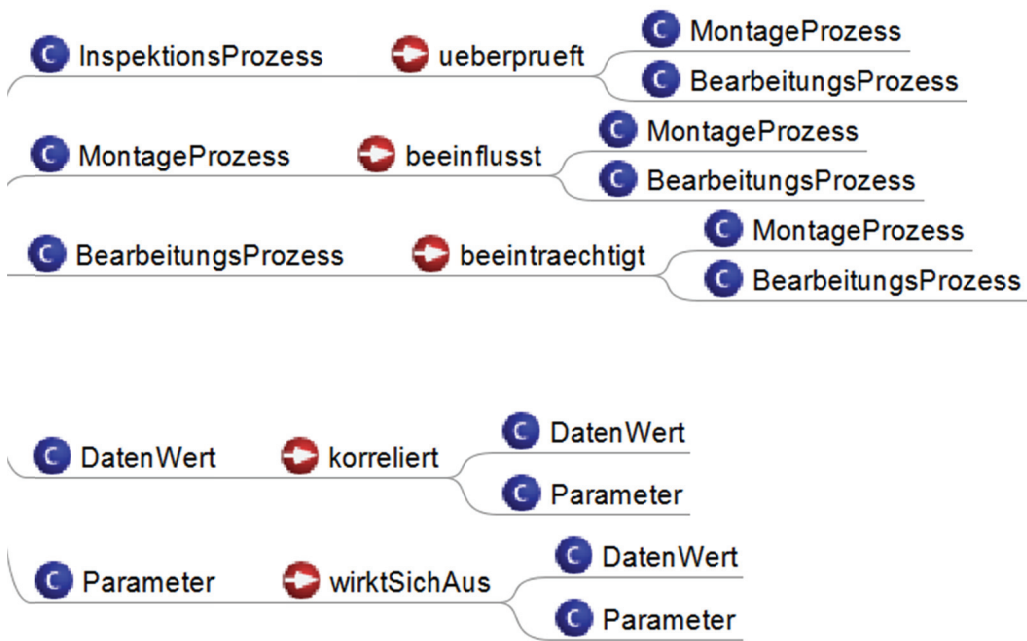 InspektionsProzess ueberprueft MontageProzess
BearbeitungsProzess
MontageProzess beeinflusst MontageProzess
BearbeitungsProzess
BearbeitungsProzess beeintraechtigt MontageProzess
BearbeitungsProzess
DatenWert korreliert DatenWert
Parameter
Parameter wirktSichAus DatenWert
Parameter